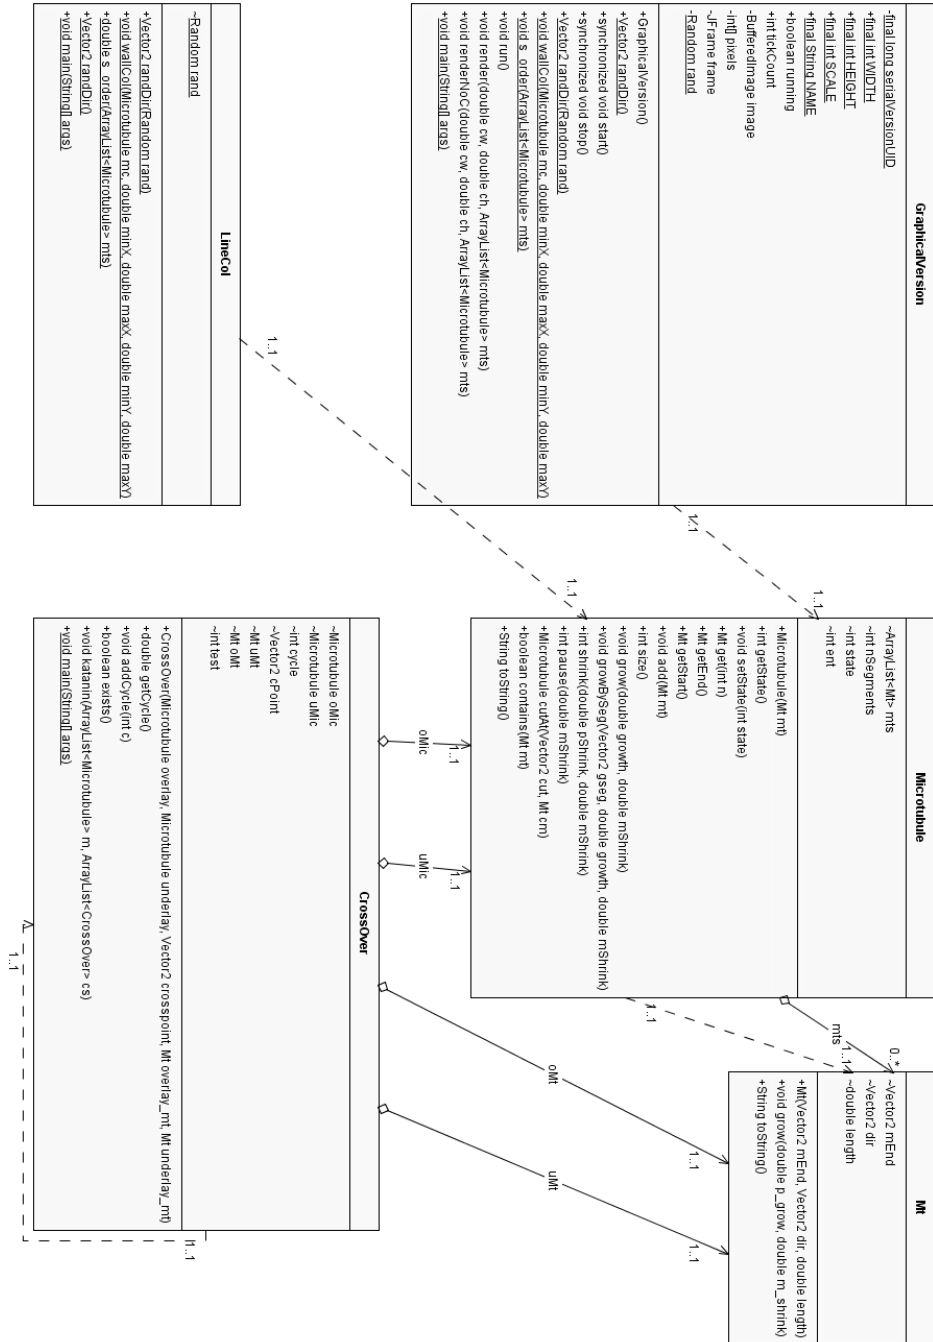 GraphicalVersion
-final long serialVersionUID
+final int WIDTH
+final int HEIGHT
+final int SCALE
+final String NAME
+boolean running
+int tickCount
-BufferedImage image
-int[] pixels
-JFrame frame
-Random rand
+GraphicalVersion()
+Vector2 randDir()
+synchronized void start()
+synchronized void stop()
+Vector2 randDir(Random rand)
+void wallCol(Microtubule mc, double minX, double maxX, double minY, double maxY)
+void s_order(ArrayList<Microtubule> mts)
+void run()
+void render(double cw, double ch, ArrayList<Microtubule> mts)
+void renderNoC(double cw, double ch, ArrayList<Microtubule> mts)
+void main(String[] args)
LineCol
~Random rand
+Vector2 randDir(Random rand)
+void wallCol(Microtubule mc, double minX, double maxX, double minY, double maxY)
+double s_order(ArrayList<Microtubule> mts)
+Vector2 randDir()
+void main(String[] args)
1..1
1..1
1..1
1..1
Microtubule
~ArrayList<Mt> mts
~int nSegments
~int state
~int ent
+Microtubule(Mt mt)
+int getState()
+void setState(int state)
+Mt get(int n)
+Mt getEnd()
+Mt getStart()
+void add(Mt mt)
+int size()
+void grow(double growth, double mShrink)
+void growBySeg(Vector2 gseg, double growth, double mShrink)
+int shrink(double pShrink, double mShrink)
+int pause(double mShrink)
+Microtubule cutAt(Vector2 cut, Mt cm)
+boolean contains(Mt mt)
+String toString()
CrossOver
~Microtubule oMic
~Microtubule uMic
~int cycle
~Vector2 cPoint
~Mt uMt
~Mt oMt
~int test
+CrossOver(Microtubule overlay, Microtubule underlay, Vector2 crosspoint, Mt overlay_mt, Mt underlay_mt)
+double getCycle()
+void addCycle(int c)
+boolean exists()
+void katanin(ArrayList<Microtubule> m, ArrayList<CrossOver> cs)
+void main(String[] args)
oMic
1..1
uMic
1..1
oMt
1..1
uMt
1..1
1..1
1..1
mts
0..*
1..1
1..1
Mt
~Vector2 mEnd
~Vector2 dir
~double length
+Mt(Vector2 mEnd, Vector2 dir, double length)
+void grow(double p_grow, double m_shrink)
+String toString()